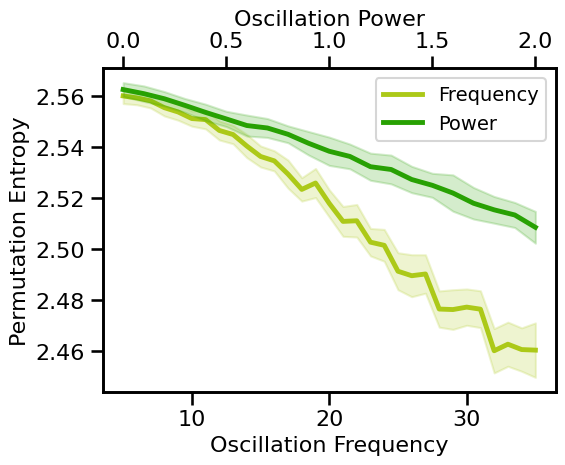 Oscillation Power
0.0 0.5 1.0 1.5 2.0
Frequency
Power
2.56
2.54
2.52
2.50
2.48
2.46
Permutation Entropy
10 20 30
Oscillation Frequency